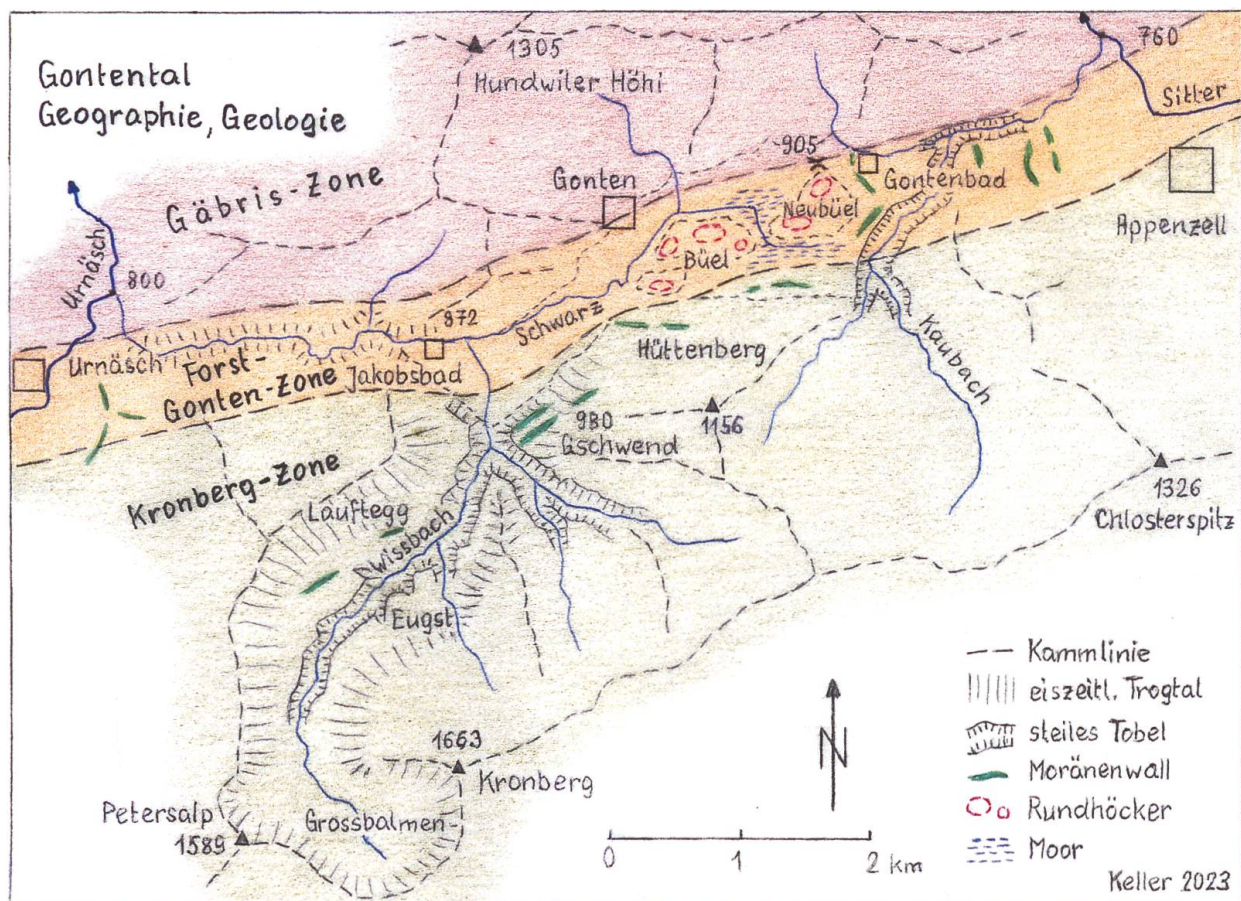 Gontental
Geographie, Geologie
1305
Hundwiler Höhi
760
Sitter
Gäbris-Zone
Gonten
905
Neubüel
Gontenbad
Appenzell
Büel
Urnäsch
800
872
Schwarz
Urnäsch
Forst-
Gonten-Zone
Jakobsbad
Hüttenberg
Kaubach
980
Gschwend
1156
1326
Chlosterspitz
Kronberg-Zone
Lauftegg
Wissbach
Eugst
1663
Kronberg
Petersalp
1589
Grossbalmen-
N
0 1 2 km
Kammlinie
eiszeitl. Trogtal
steiles Tobel
Moränenwall
Rundhöcker
Moor
Keller 2023